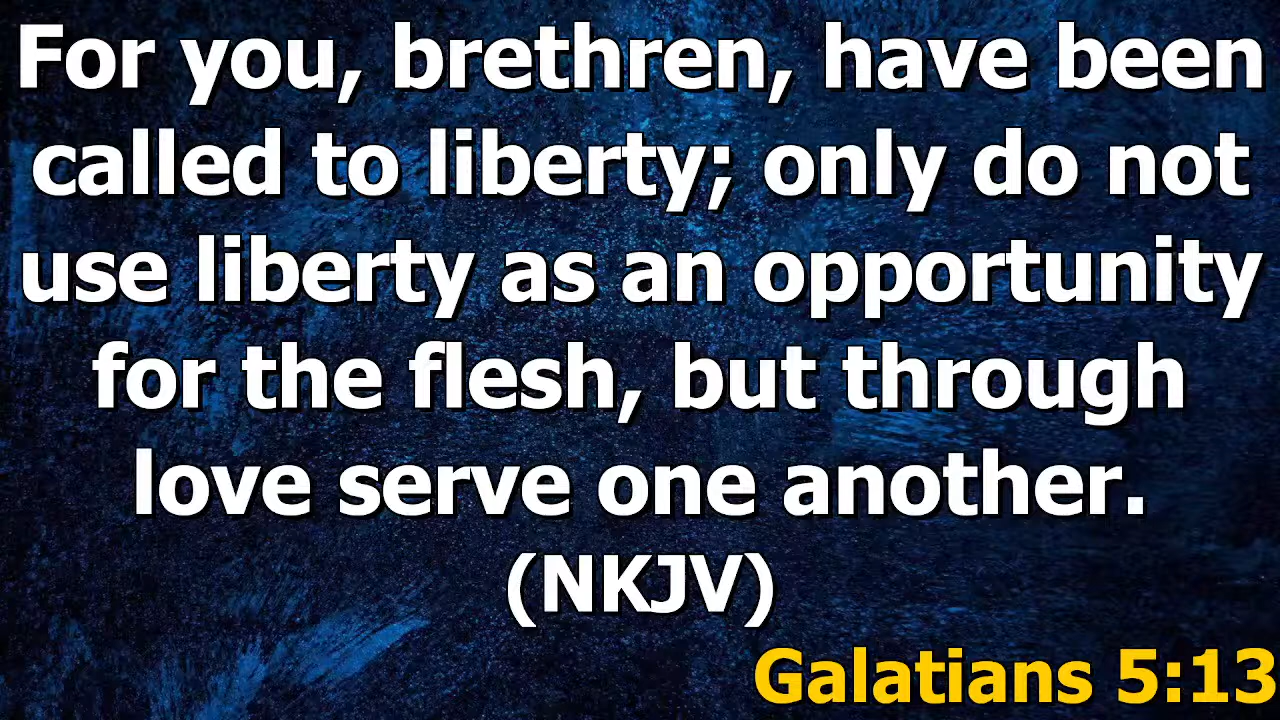 For you, brethren, have been
called to liberty; only do not
use liberty as an opportunity
for the flesh, but through
love serve one another.
(NKJV)
Galatians 5:13